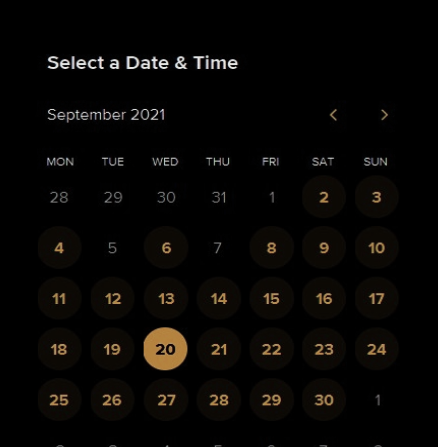 Select a Date & Time
September 2021
MON TUE WED THU FRI SAT SUN
28 29 30 31 1 2 3
4 5 6 7 8 9 10
11 12 13 14 15 16 17
18 19 20 21 22 23 24
25 26 27 28 29 30 1